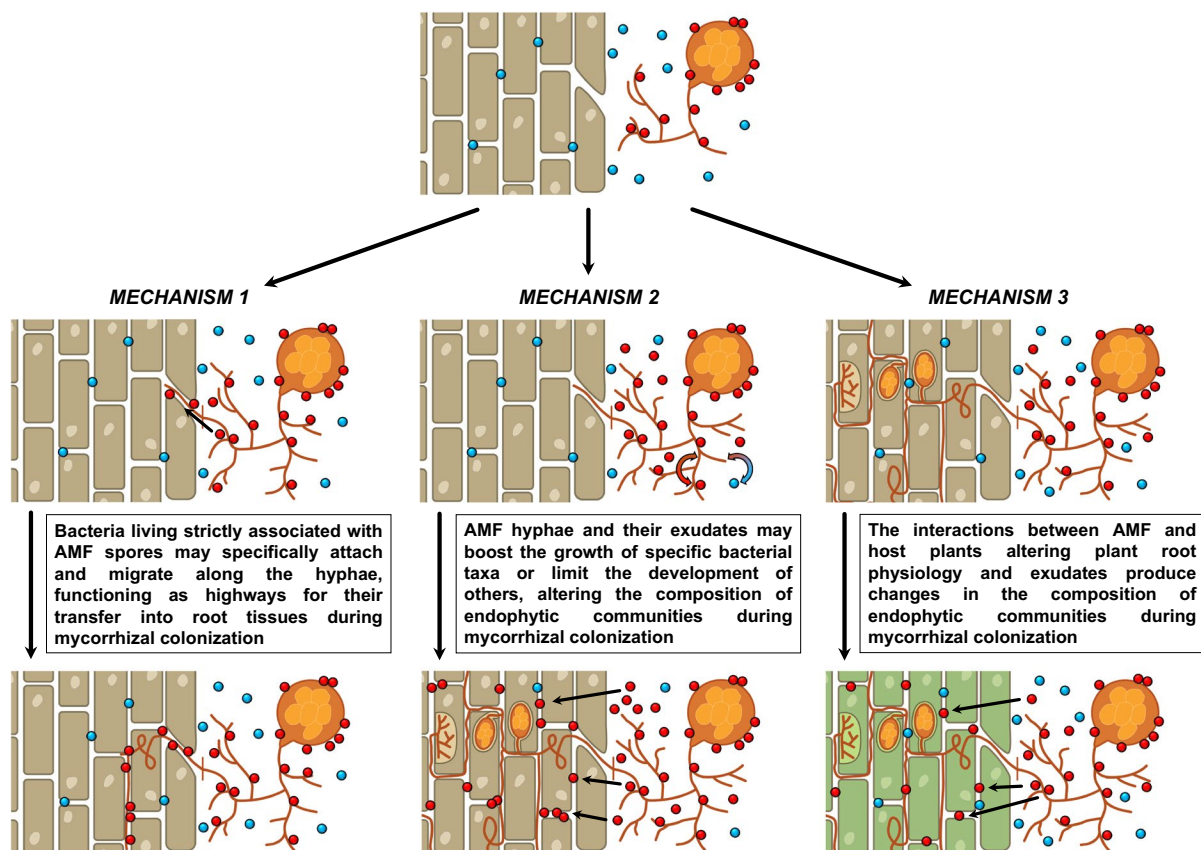 MECHANISM 1
MECHANISM 2
MECHANISM 3
Bacteria living strictly associated with
AMF spores may specifically attach
and migrate along the hyphae,
functioning as highways for their
transfer into root tissues during
mycorrhizal colonization
AMF hyphae and their exudates may
boost the growth of specific bacterial
taxa or limit the development of
others, altering the composition of
endophytic communities during
mycorrhizal colonization
The interactions between AMF and
host plants altering plant root
physiology and exudates produce
changes in the composition of
endophytic communities during
mycorrhizal colonization